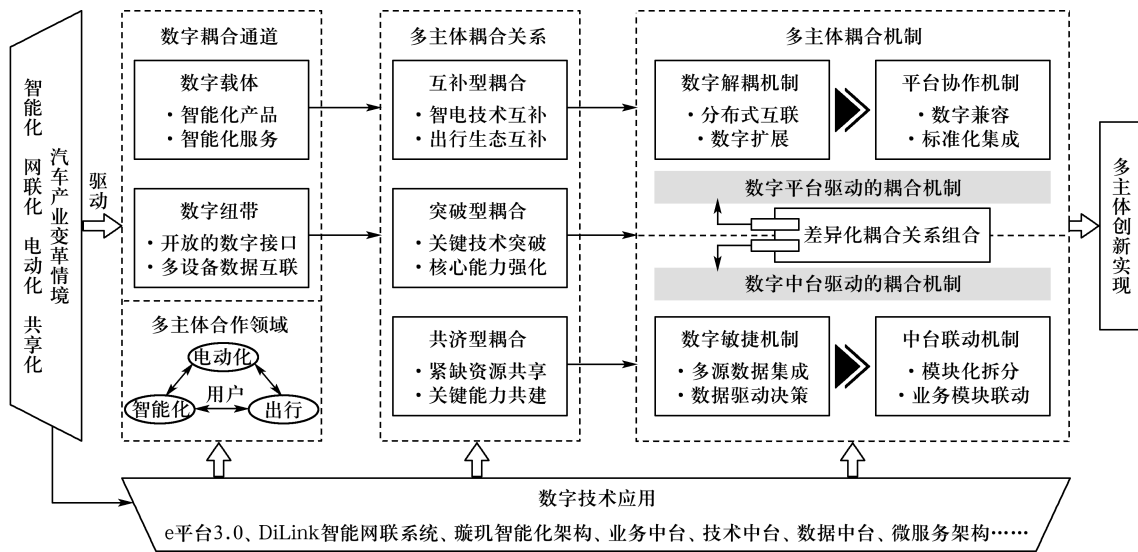 智能化 网联化 电动化 共享化
汽车产业变革情境
驱动
数字耦合通道
数字载体
· 智能化产品
· 智能化服务
数字纽带
· 开放的数字接口
· 多设备数据互联
多主体合作领域
电动化
用户
智能化
出行
多主体耦合关系
互补型耦合
· 智电技术互补
· 出行生态互补
突破型耦合
· 关键技术突破
· 核心能力强化
共济型耦合
· 紧缺资源共享
· 关键能力共建
多主体耦合机制
数字解耦机制
· 分布式互联
· 数字扩展
平台协作机制
· 数字兼容
· 标准化集成
数字平台驱动的耦合机制
差异化耦合关系组合
数字中台驱动的耦合机制
数字敏捷机制
· 多源数据集成
· 数据驱动决策
中台联动机制
· 模块化拆分
· 业务模块联动
多主体创新实现
数字技术应用
e平台3.0、DiLink智能网联系统、璇玑智能化架构、业务中台、技术中台、数据中台、微服务架构……